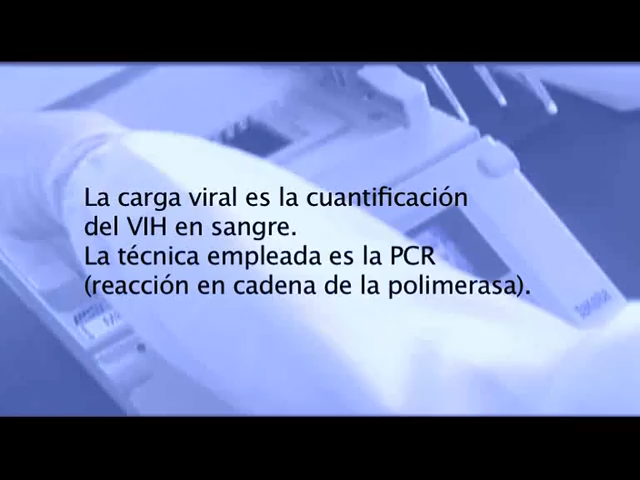 La carga viral es la cuantificación
del VIH en sangre.
La técnica empleada es la PCR
(reacción en cadena de la polimerasa).